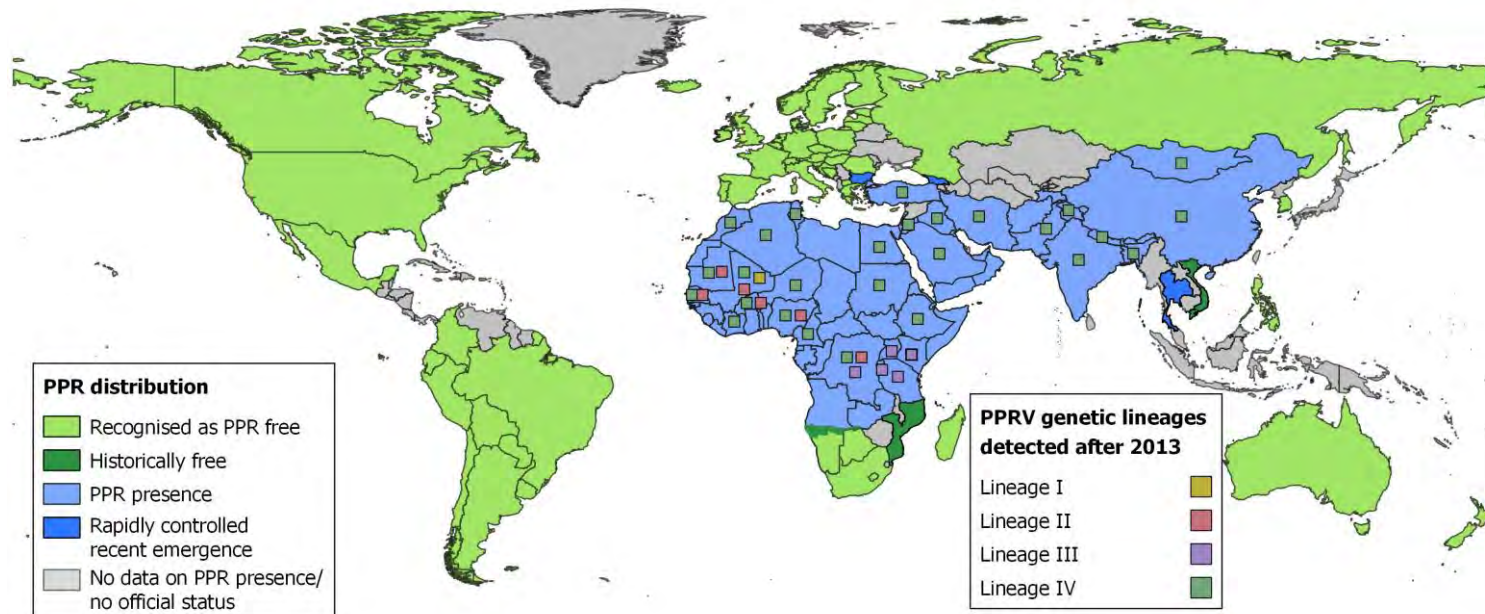 PPR distribution
Recognised as PPR free
Historically free
PPR presence
Rapidly controlled
recent emergence
No data on PPR presence/
no official status
PPRV genetic lineages
detected after 2013
Lineage I
Lineage II
Lineage III
Lineage IV